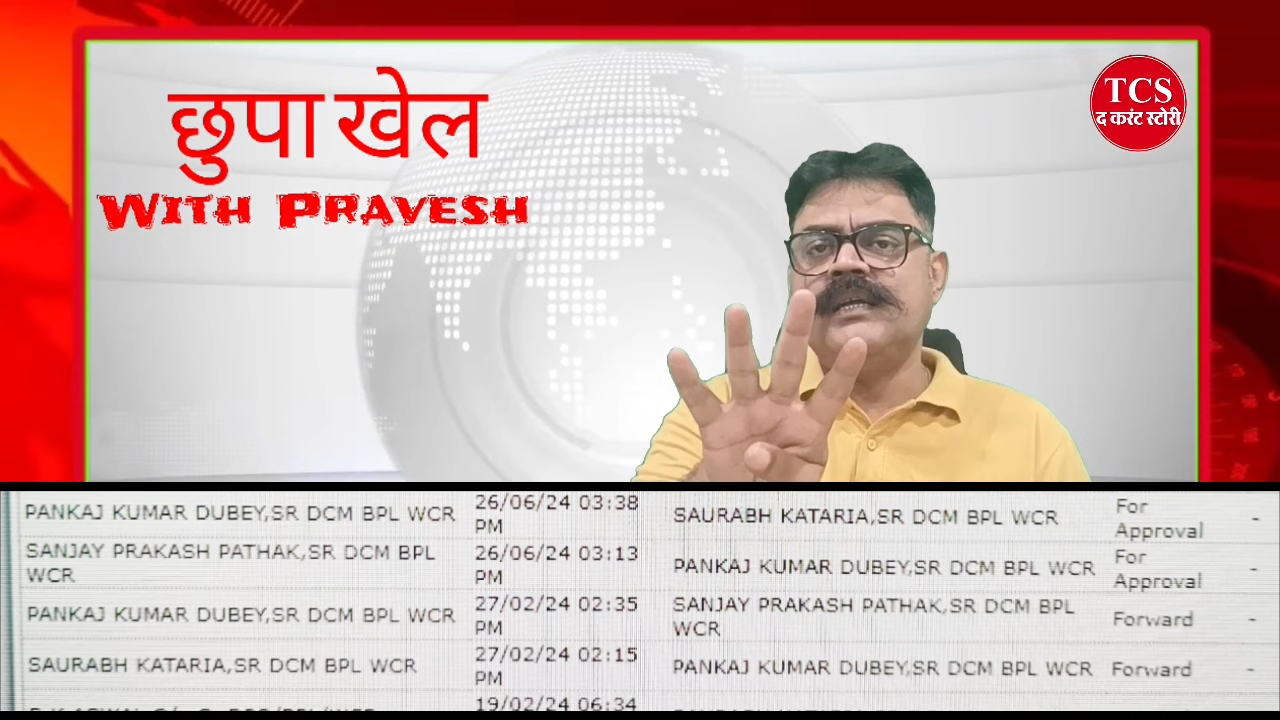 छुपा खेल
WITH PRAVESH
TCS
द करंट स्टोरी
PANKAJ KUMAR DUBEY,SR DCM BPL WCR 26/06/24 03:38 PM SAURABH KATARIA,SR DCM BPL WCR For Approval -
SANJAY PRAKASH PATHAK,SR DCM BPL WCR 26/06/24 03:13 PM PANKAJ KUMAR DUBEY,SR DCM BPL WCR For Approval -
PANKAJ KUMAR DUBEY,SR DCM BPL WCR 27/02/24 02:35 PM SANJAY PRAKASH PATHAK,SR DCM BPL WCR Forward -
SAURABH KATARIA,SR DCM BPL WCR 27/02/24 02:15 PM PANKAJ KUMAR DUBEY,SR DCM BPL WCR Forward -
19/02/24 06:34